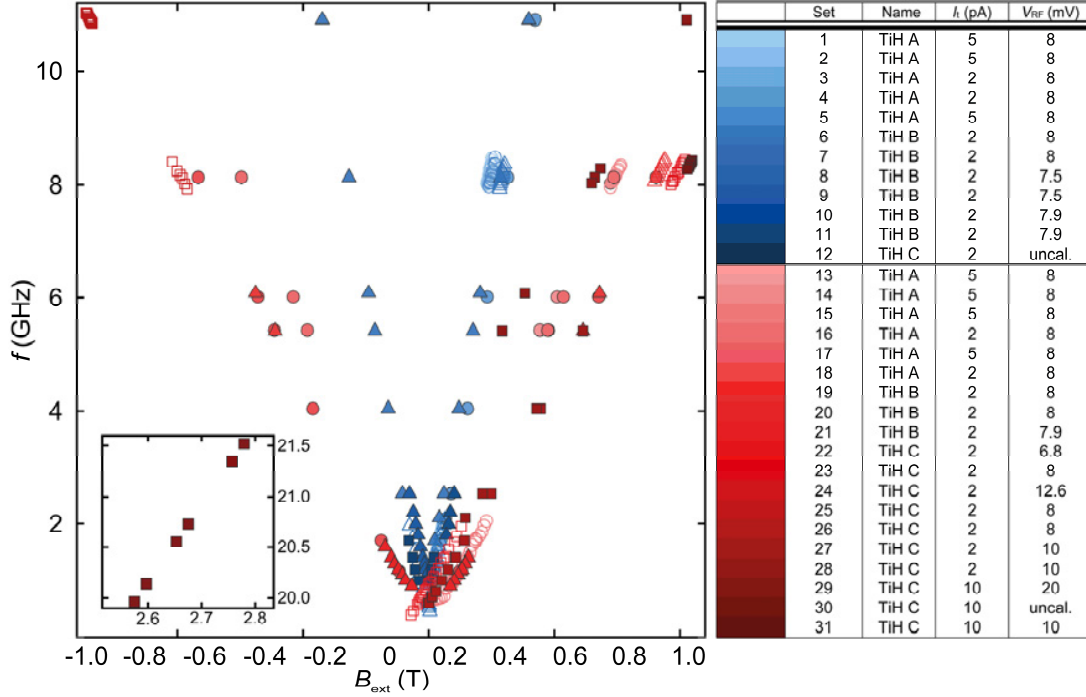 10
8
6
4
2
f (GHz)
-1.0 -0.8 -0.6 -0.4 -0.2 0 0.2 0.4 0.6 0.8 1.0
B_ext (T)
21.5
21.0
20.5
20.0
2.6 2.7 2.8
Set Name I_t (pA) V_RF (mV)
1 TiH A 5 8
2 TiH A 5 8
3 TiH A 2 8
4 TiH A 2 8
5 TiH A 5 8
6 TiH B 2 8
7 TiH B 2 8
8 TiH B 2 7.5
9 TiH B 2 7.5
10 TiH B 2 7.9
11 TiH B 2 7.9
12 TiH C 2 uncal.
13 TiH A 5 8
14 TiH A 5 8
15 TiH A 5 8
16 TiH A 2 8
17 TiH A 5 8
18 TiH A 2 8
19 TiH B 2 8
20 TiH B 2 8
21 TiH B 2 7.9
22 TiH C 2 6.8
23 TiH C 2 8
24 TiH C 2 12.6
25 TiH C 2 8
26 TiH C 2 8
27 TiH C 2 10
28 TiH C 2 10
29 TiH C 10 20
30 TiH C 10 uncal.
31 TiH C 10 10